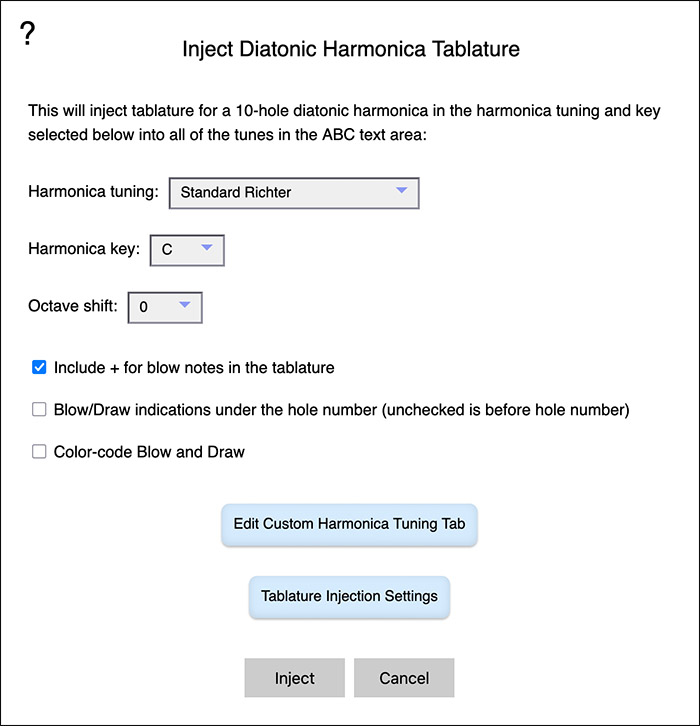 ?
Inject Diatonic Harmonica Tablature
This will inject tablature for a 10-hole diatonic harmonica in the harmonica tuning and key
selected below into all of the tunes in the ABC text area:
Harmonica tuning: Standard Richter
Harmonica key: C
Octave shift: 0
Include + for blow notes in the tablature
Blow/Draw indications under the hole number (unchecked is before hole number)
Color-code Blow and Draw
Edit Custom Harmonica Tuning Tab
Tablature Injection Settings
Inject Cancel